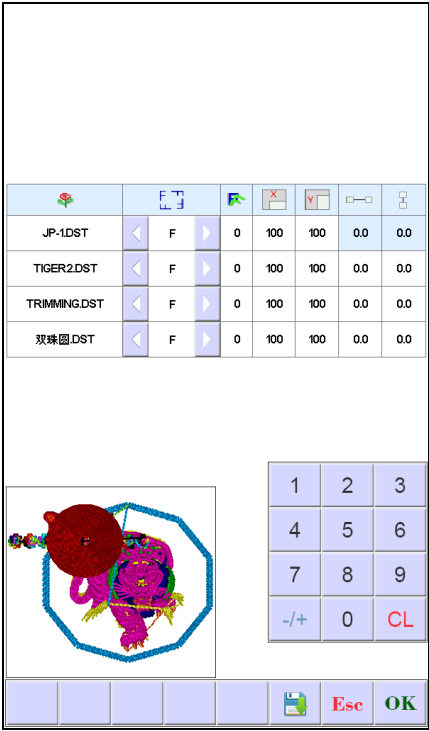 F F F F
F
X
Y
JP-1.DST F 0 100 100 0.0 0.0
TIGER2.DST F 0 100 100 0.0 0.0
TRIMMING.DST F 0 100 100 0.0 0.0
双珠圆.DST F 0 100 100 0.0 0.0
1 2 3
4 5 6
7 8 9
-/+ 0 CL
Esc OK